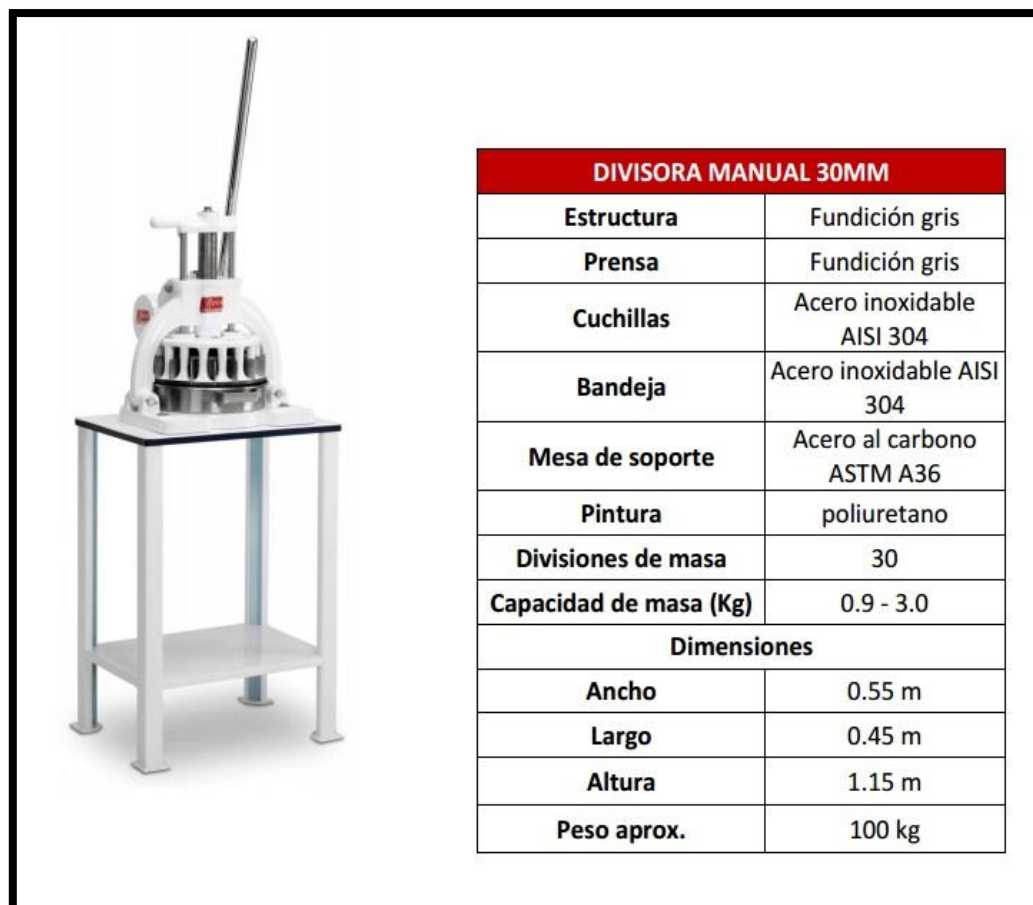 DIVISORA MANUAL 30MM
Estructura Fundición gris
Prensa Fundición gris
Cuchillas Acero inoxidable
AISI 304
Bandeja Acero inoxidable AISI
304
Mesa de soporte Acero al carbono
ASTM A36
Pintura poliuretano
Divisiones de masa 30
Capacidad de masa (Kg) 0.9 - 3.0
Dimensiones
Ancho 0.55 m
Largo 0.45 m
Altura 1.15 m
Peso aprox. 100 kg